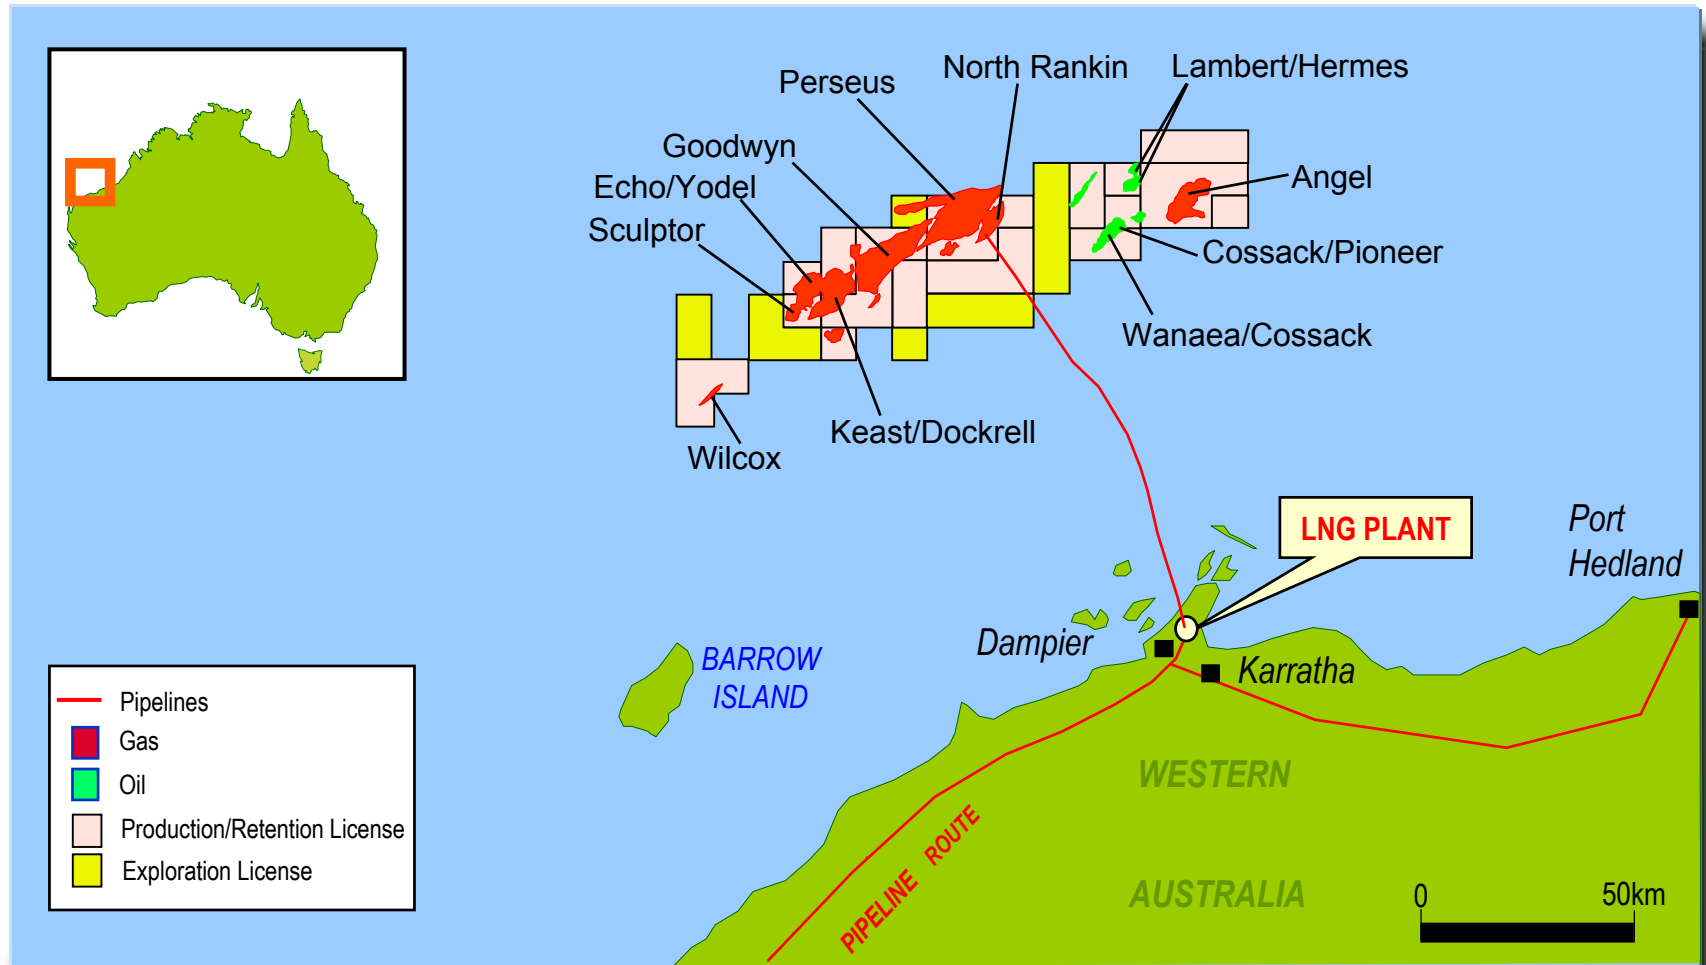 Perseus
North Rankin
Lambert/Hermes
Goodwyn
Echo/Yodel
Sculptor
Angel
Cossack/Pioneer
Wanaea/Cossack
Keast/Dockrell
Wilcox
LNG PLANT
Port
Hedland
Dampier
Karratha
BARROW
ISLAND
Pipelines
Gas
Oil
Production/Retention License
Exploration License
WESTERN
AUSTRALIA
PIPELINE ROUTE
0 50km